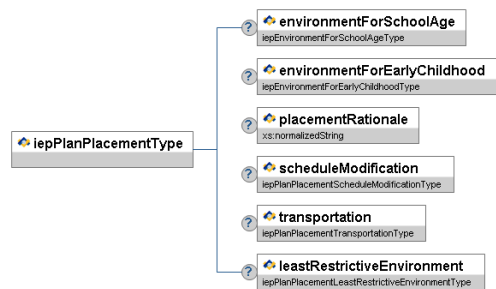 iepPlanPlacementType
? environmentForSchoolAge
iepEnvironmentForSchoolAgeType
? environmentForEarlyChildhood
iepEnvironmentForEarlyChildhoodType
? placementRationale
xs:normalizedString
? scheduleModification
iepPlanPlacementScheduleModificationType
? transportation
iepPlanPlacementTransportationType
? leastRestrictiveEnvironment
iepPlanPlacementLeastRestrictiveEnvironmentType